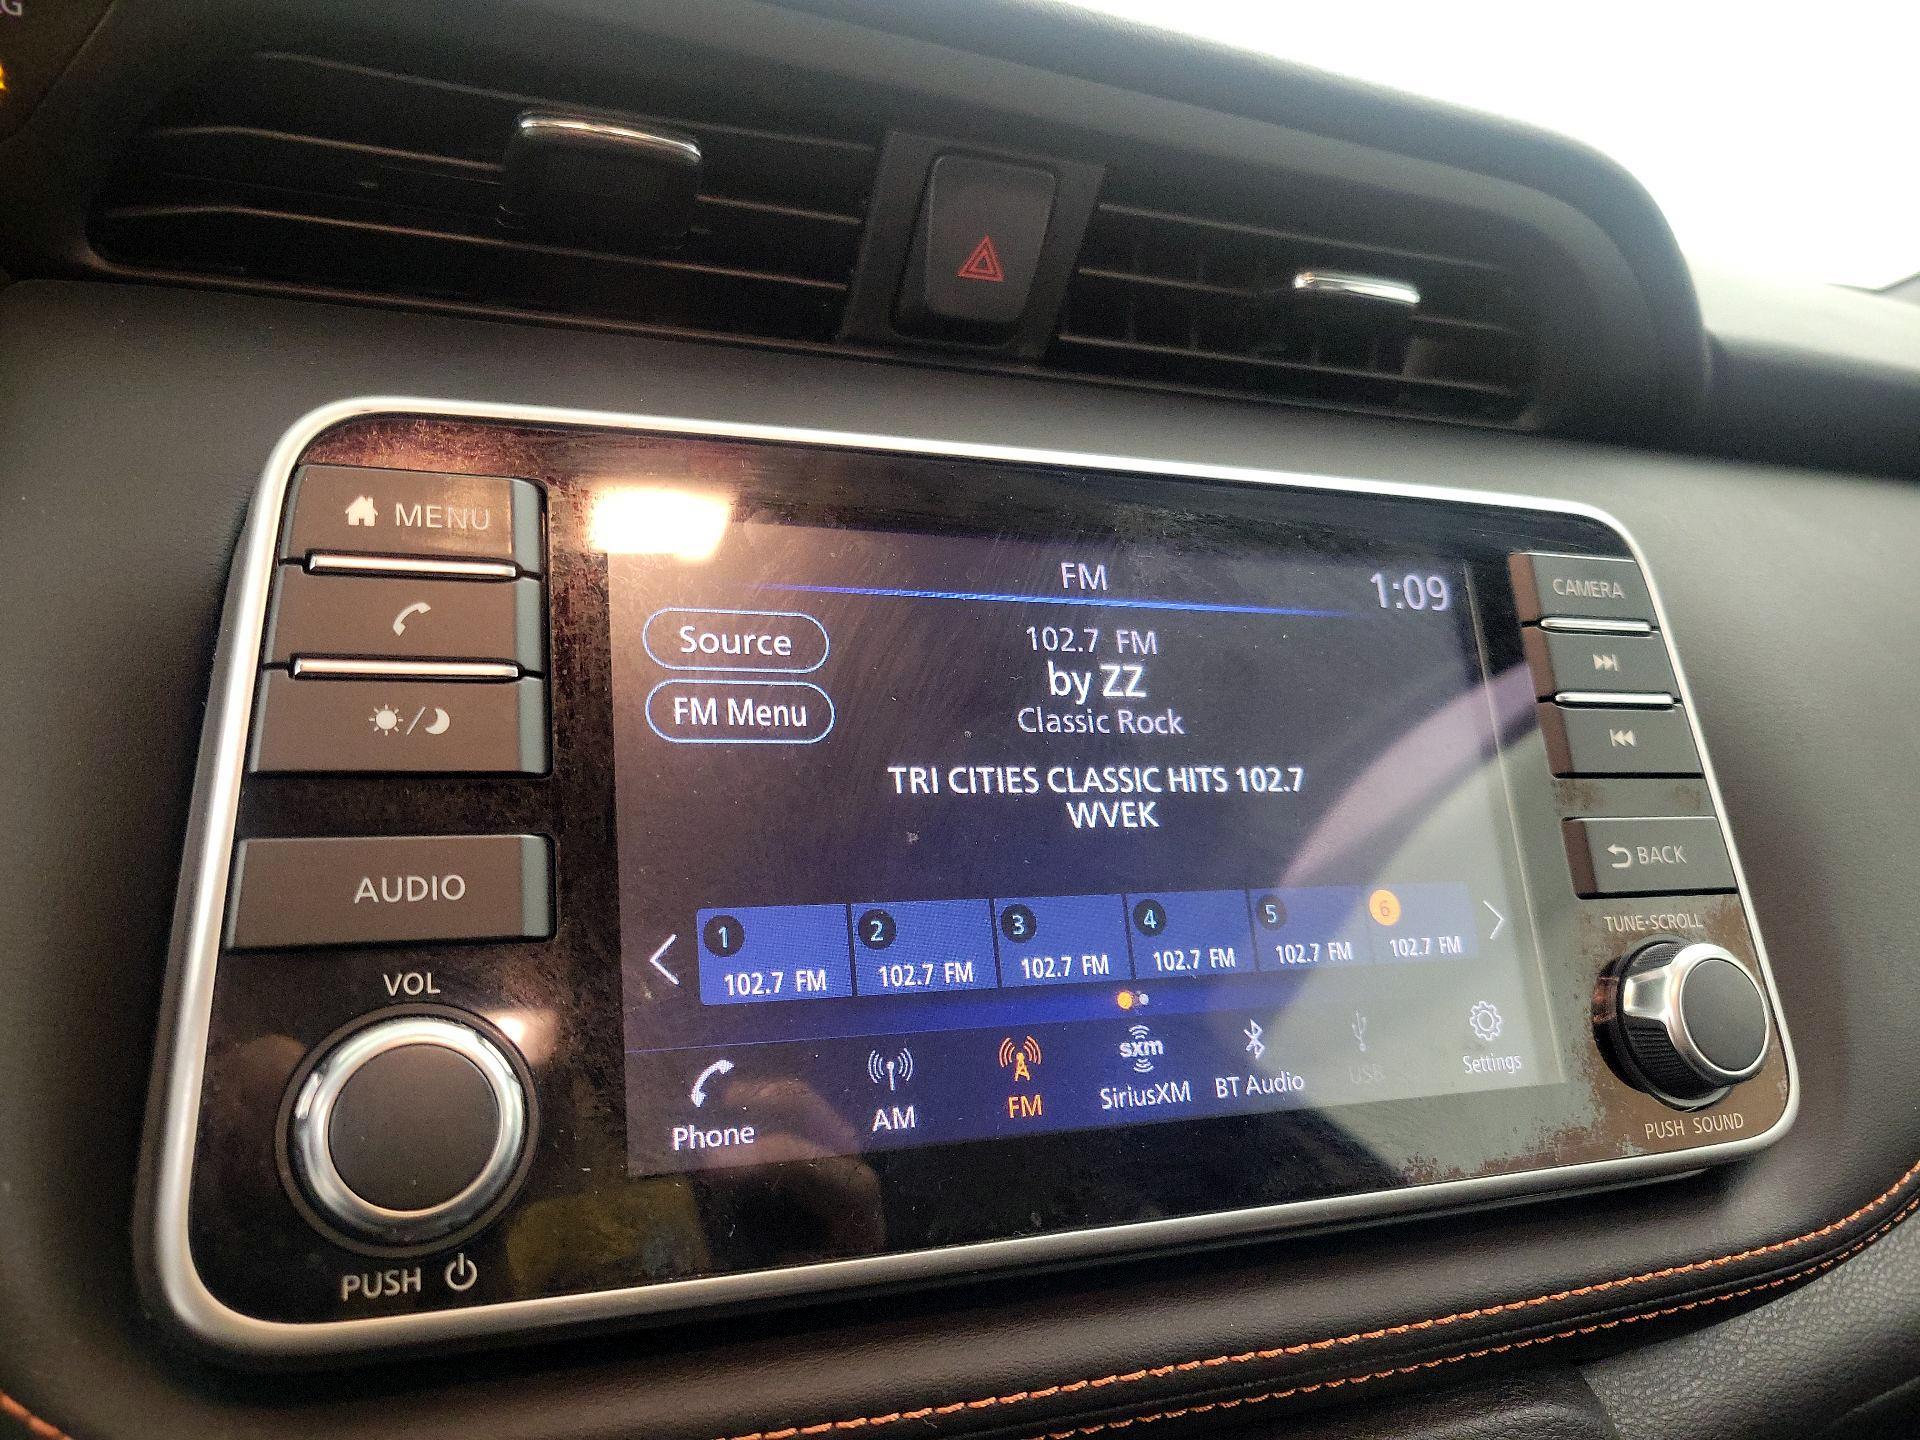 MENU
AUDIO
VOL
PUSH
FM
1:09
Source
FM Menu
102.7 FM
by ZZ
Classic Rock
TRI CITIES CLASSIC HITS 102.7
WVEK
1 2 3 4 5 6
102.7 FM 102.7 FM 102.7 FM 102.7 FM 102.7 FM 102.7 FM
Phone AM FM sxm SiriusXM BT Audio USB Settings
CAMERA
BACK
TUNE•SCROLL
PUSH SOUND